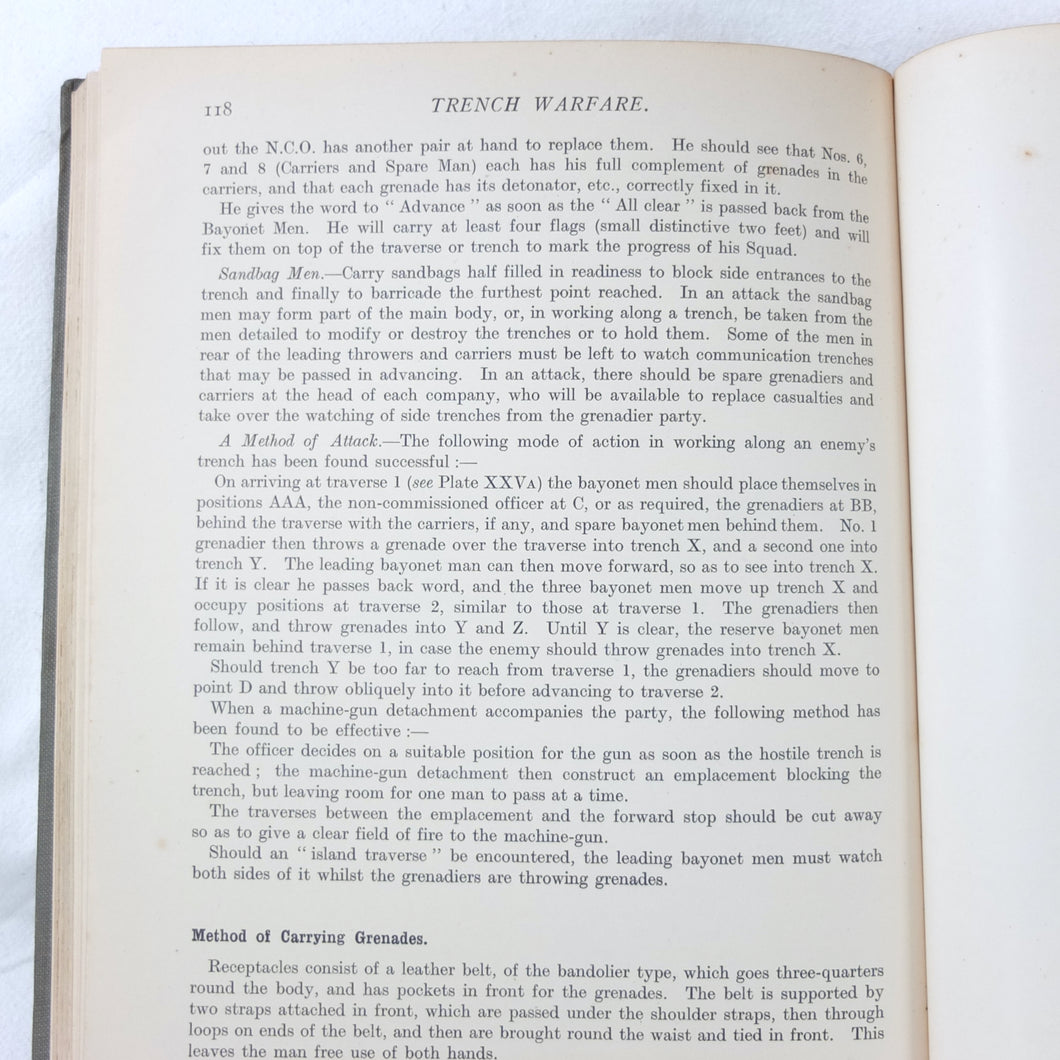 118 TRENCH WARFARE.
out the N.C.O. has another pair at hand to replace them. He should see that Nos. 6,
7 and 8 (Carriers and Spare Man) each has his full complement of grenades in the
carriers, and that each grenade has its detonator, etc., correctly fixed in it.
He gives the word to “ Advance ” as soon as the “ All clear ” is passed back from the
Bayonet Men. He will carry at least four flags (small distinctive two feet) and will
fix them on top of the traverse or trench to mark the progress of his Squad.
Sandbag Men.—Carry sandbags half filled in readiness to block side entrances to the
trench and finally to barricade the furthest point reached. In an attack the sandbag
men may form part of the main body, or, in working along a trench, be taken from the
men detailed to modify or destroy the trenches or to hold them. Some of the men in
rear of the leading throwers and carriers must be left to watch communication trenches
that may be passed in advancing. In an attack, there should be spare grenadiers and
carriers at the head of each company, who will be available to replace casualties and
take over the watching of side trenches from the grenadier party.
A Method of Attack.—The following mode of action in working along an enemy's
trench has been found successful :—
On arriving at traverse 1 (see Plate XXVA) the bayonet men should place themselves in
positions AAA, the non-commissioned officer at C, or as required, the grenadiers at BB,
behind the traverse with the carriers, if any, and spare bayonet men behind them. No. 1
grenadier then throws a grenade over the traverse into trench X, and a second one into
trench Y. The leading bayonet man can then move forward, so as to see into trench X.
If it is clear he passes back word, and the three bayonet men move up trench X and
occupy positions at traverse 2, similar to those at traverse 1. The grenadiers then
follow, and throw grenades into Y and Z. Until Y is clear, the reserve bayonet men
remain behind traverse 1, in case the enemy should throw grenades into trench X.
Should trench Y be too far to reach from traverse 1, the grenadiers should move to
point D and throw obliquely into it before advancing to traverse 2.
When a machine-gun detachment accompanies the party, the following method has
been found to be effective :—
The officer decides on a suitable position for the gun as soon as the hostile trench is
reached ; the machine-gun detachment then construct an emplacement blocking the
trench, but leaving room for one man to pass at a time.
The traverses between the emplacement and the forward stop should be cut away
so as to give a clear field of fire to the machine-gun.
Should an “ island traverse ” be encountered, the leading bayonet men must watch
both sides of it whilst the grenadiers are throwing grenades.
Method of Carrying Grenades.
Receptacles consist of a leather belt, of the bandolier type, which goes three-quarters
round the body, and has pockets in front for the grenades. The belt is supported by
two straps attached in front, which are passed under the shoulder straps, then through
loops on ends of the belt, and then are brought round the waist and tied in front. This
leaves the man free use of both hands.